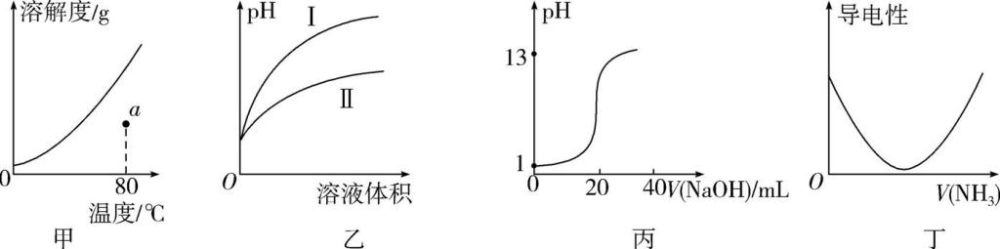 溶解度/g
a
0
80
温度/℃
甲
pH
Ⅰ
Ⅱ
O
溶液体积
乙
pH
13
1
0
20
40
V(NaOH)/mL
丙
导电性
O
V(NH₃)
丁